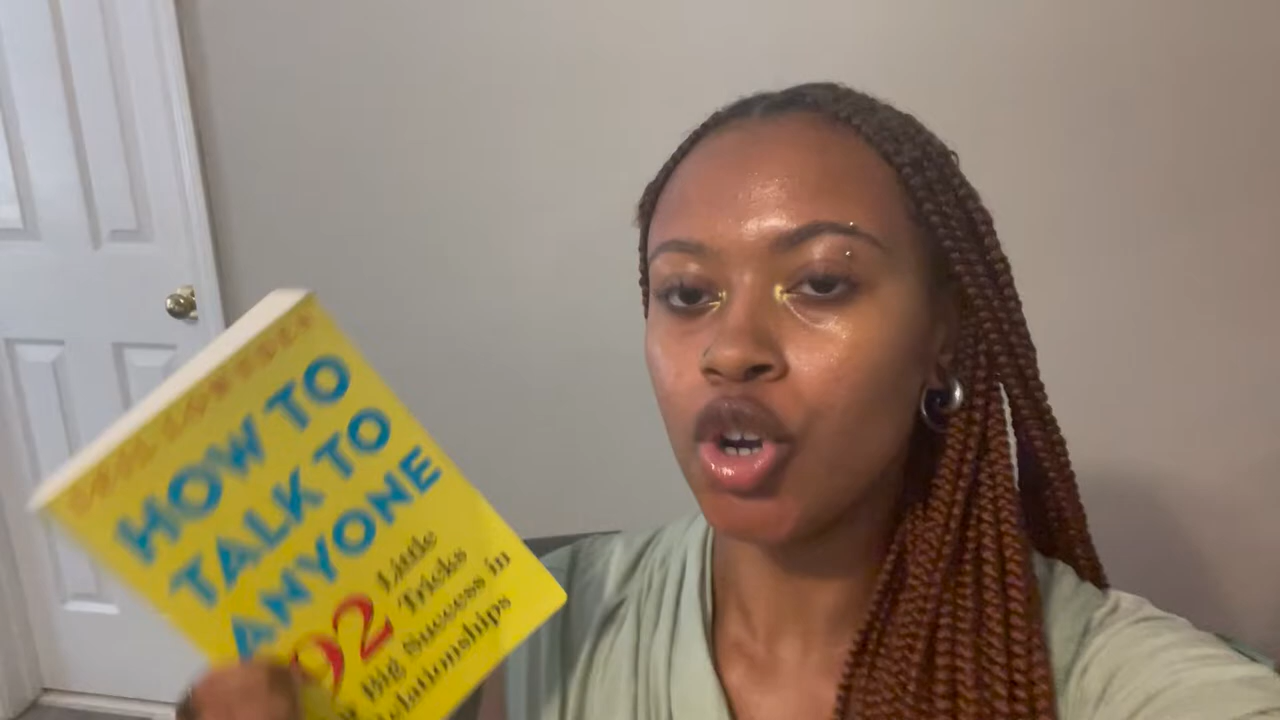 HOW TO
TALK TO
ANYONE
92 Little
Tricks
Big Success in
Relationships